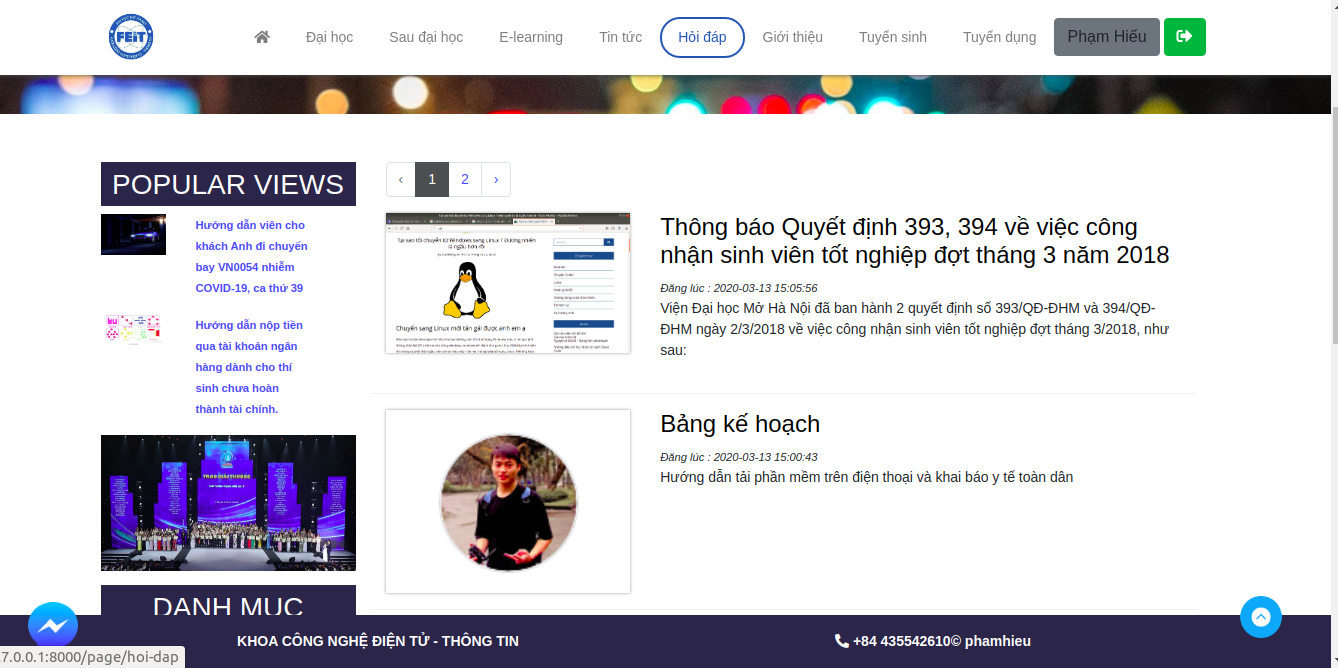 FEIT
Đại học
Sau đại học
E-learning
Tin tức
Hỏi đáp
Giới thiệu
Tuyển sinh
Tuyển dụng
Phạm Hiếu
POPULAR VIEWS
Hướng dẫn viên cho
khách Anh đi chuyến
bay VN0054 nhiễm
COVID-19, ca thứ 39
Hướng dẫn nộp tiền
qua tài khoản ngân
hàng dành cho thí
sinh chưa hoàn
thành tài chính.
DANH MỤC
‹ 1 2 ›
Tại sao tôi chuyển từ Windows sang Linux ? Đương nhiên
là ngầu hơn rồi
Chuyển sang Linux mới tán gái được anh em ạ
Thông báo Quyết định 393, 394 về việc công
nhận sinh viên tốt nghiệp đợt tháng 3 năm 2018
Đăng lúc : 2020-03-13 15:05:56
Viện Đại học Mở Hà Nội đã ban hành 2 quyết định số 393/QĐ-ĐHM và 394/QĐ-
ĐHM ngày 2/3/2018 về việc công nhận sinh viên tốt nghiệp đợt tháng 3/2018, như
sau:
Bảng kế hoạch
Đăng lúc : 2020-03-13 15:00:43
Hướng dẫn tải phần mềm trên điện thoại và khai báo y tế toàn dân
KHOA CÔNG NGHỆ ĐIỆN TỬ - THÔNG TIN
+84 435542610© phamhieu
7.0.0.1:8000/page/hoi-dap